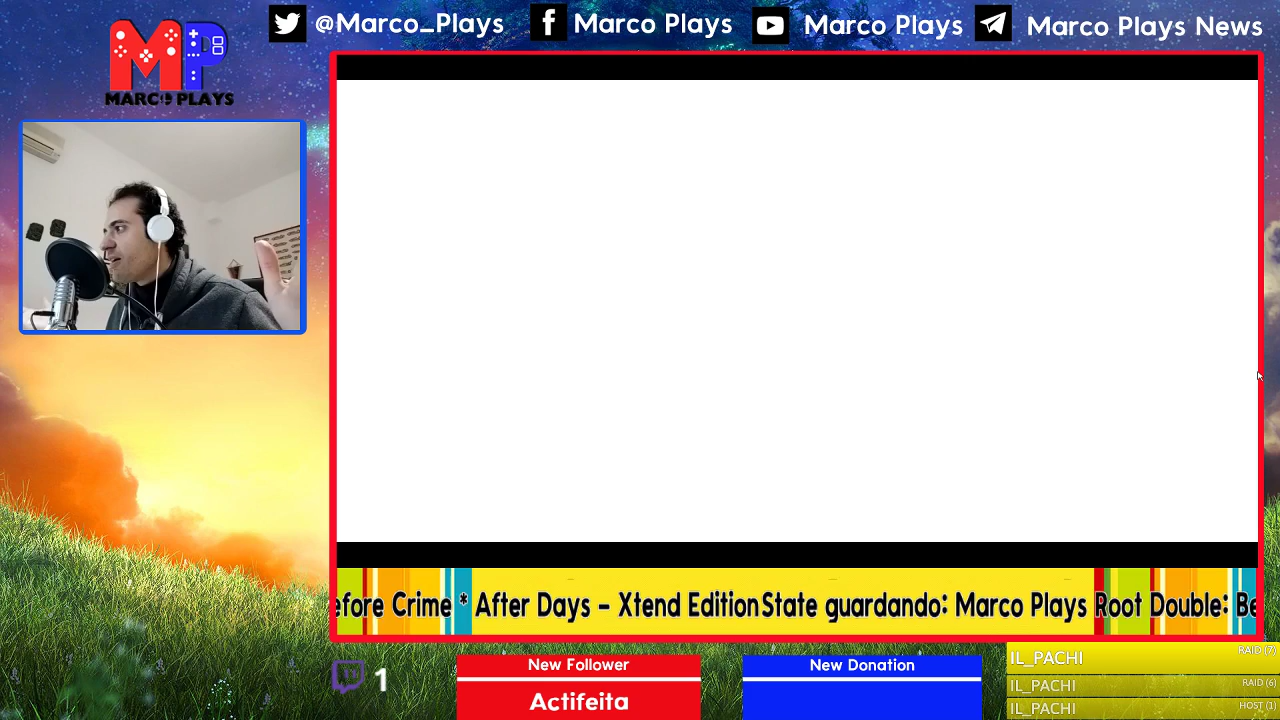 @Marco_Plays
Marco Plays
Marco Plays
Marco Plays News
MP
MARCO PLAYS
efore Crime * After Days - Xtend Edition State guardando: Marco Plays Root Double: Be
1
New Follower
Actifeita
New Donation
IL_PACHI
RAID (7)
IL_PACHI
RAID (6)
IL_PACHI
HOST (1)